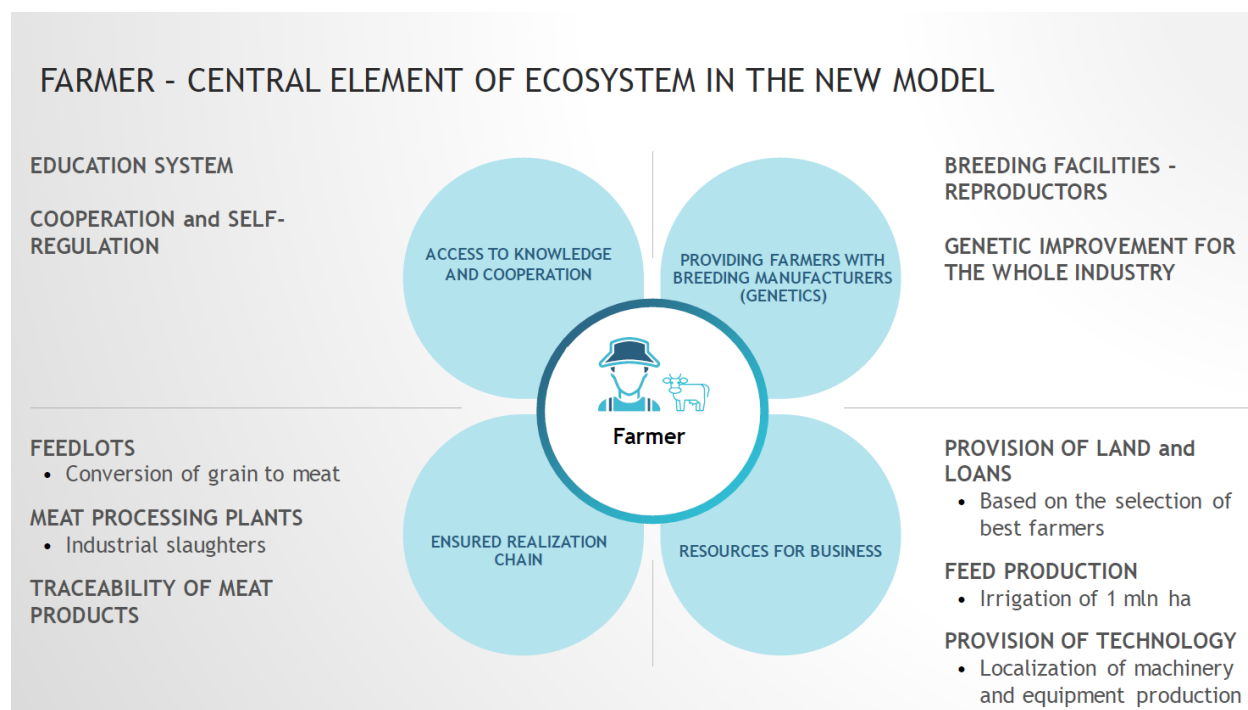 FARMER – CENTRAL ELEMENT OF ECOSYSTEM IN THE NEW MODEL
EDUCATION SYSTEM
COOPERATION and SELF-
REGULATION
ACCESS TO KNOWLEDGE
AND COOPERATION
PROVIDING FARMERS WITH
BREEDING MANUFACTURERS
(GENETICS)
BREEDING FACILITIES –
REPRODUCTORS
GENETIC IMPROVEMENT FOR
THE WHOLE INDUSTRY
Farmer
FEEDLOTS
• Conversion of grain to meat
MEAT PROCESSING PLANTS
• Industrial slaughters
TRACEABILITY OF MEAT
PRODUCTS
ENSURED REALIZATION
CHAIN
RESOURCES FOR BUSINESS
PROVISION OF LAND and
LOANS
• Based on the selection of
best farmers
FEED PRODUCTION
• Irrigation of 1 mln ha
PROVISION OF TECHNOLOGY
• Localization of machinery
and equipment production